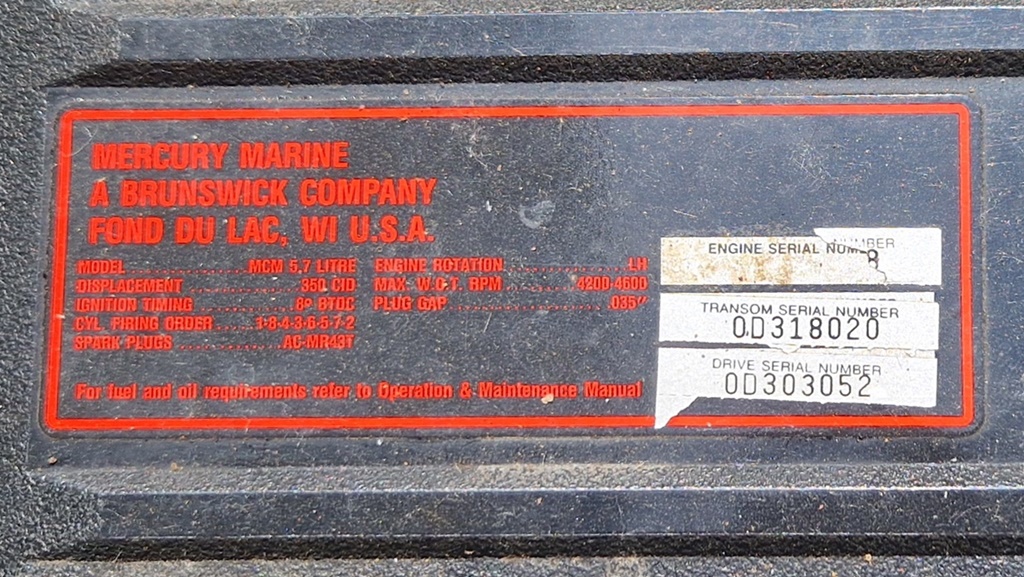 MERCURY MARINE
A BRUNSWICK COMPANY
FOND DU LAC, WI U.S.A.
MODEL ............ MCM 5.7 LITRE
DISPLACEMENT ............ 350 CID
IGNITION TIMING ............ 8º BTDC
CYL. FIRING ORDER ..... 1-8-4-3-6-5-7-2
SPARK PLUGS ............ AC-MR43T
ENGINE ROTATION ............ LH
MAX. W.O.T. RPM ............ 4200-4600
PLUG GAP ............ .035"
For fuel and oil requirements refer to Operation & Maintenance Manual
ENGINE SERIAL
TRANSOM SERIAL NUMBER
0D318020
DRIVE SERIAL NUMBER
0D303052